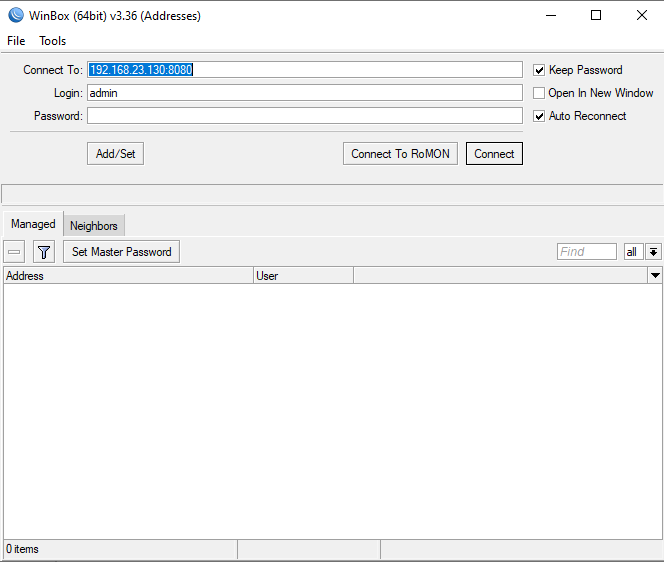 WinBox (64bit) v3.36 (Addresses)
File Tools
Connect To: 192.168.23.130:8080
Keep Password
Login: admin
Open In New Window
Password:
Auto Reconnect
Add/Set
Connect To RoMON
Connect
Managed
Neighbors
Set Master Password
Find
all
Address
User
0 items